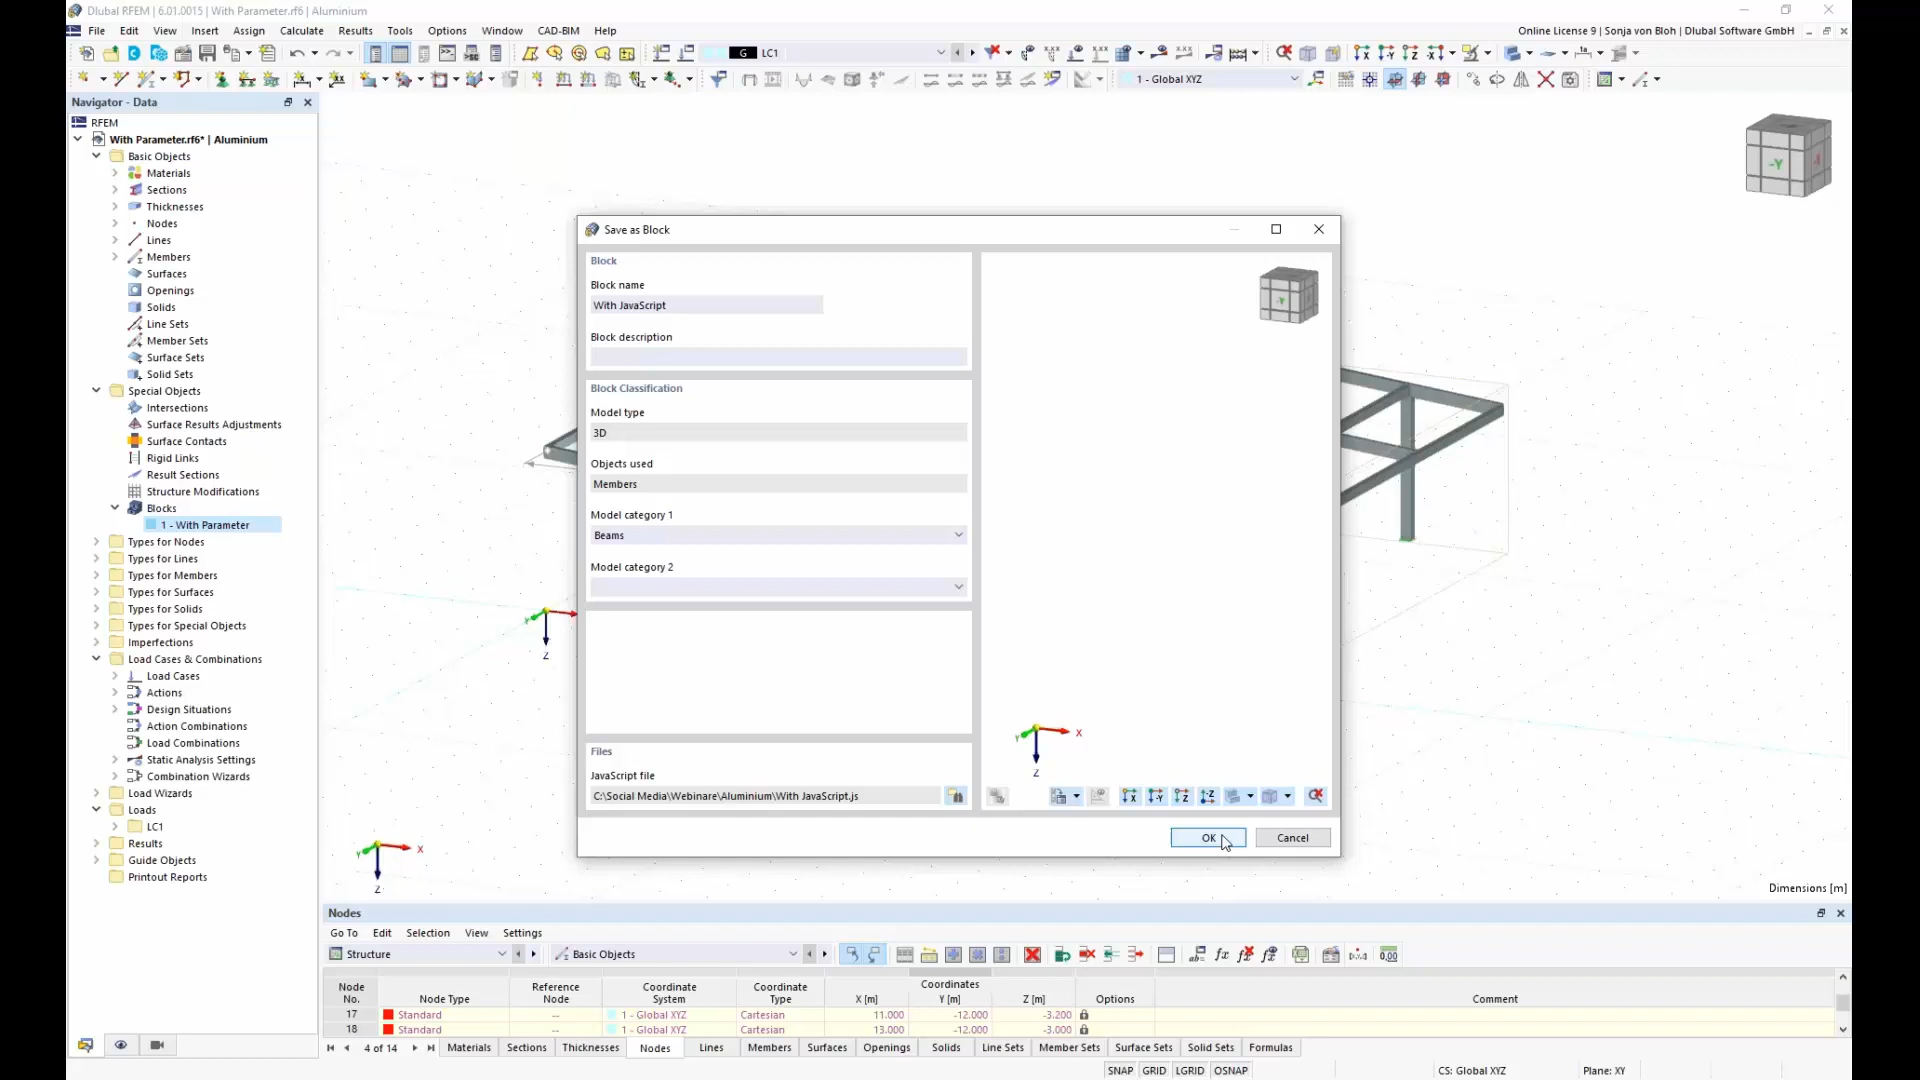 Dlubal RFEM | 6.01.0015 | With Parameter.rf6 | Aluminium
File Edit View Insert Assign Calculate Results Tools Options Window CAD-BIM Help
Online License 9 | Sonja von Bloh | Dlubal Software GmbH
G LC1
1 - Global XYZ
Navigator - Data
RFEM
With Parameter.rf6* | Aluminium
Basic Objects
Materials
Sections
Thicknesses
Nodes
Lines
Members
Surfaces
Openings
Solids
Line Sets
Member Sets
Surface Sets
Solid Sets
Special Objects
Intersections
Surface Results Adjustments
Surface Contacts
Rigid Links
Result Sections
Structure Modifications
Blocks
1 - With Parameter
Types for Nodes
Types for Lines
Types for Members
Types for Surfaces
Types for Solids
Types for Special Objects
Imperfections
Load Cases & Combinations
Load Cases
Actions
Design Situations
Action Combinations
Load Combinations
Static Analysis Settings
Combination Wizards
Load Wizards
Loads
LC1
Results
Guide Objects
Printout Reports
Save as Block
Block
Block name
With JavaScript
Block description
Block Classification
Model type
3D
Objects used
Members
Model category 1
Beams
Model category 2
Files
JavaScript file
C:\Social Media\Webinare\Aluminium\With JavaScript.js
OK Cancel
-Y
-Y
Y
Z
Y X
Z
Y X
Z
Dimensions [m]
Nodes
Go To Edit Selection View Settings
Structure
Basic Objects
Node No.
Node Type
Reference Node
Coordinate System
Coordinate Type
Coordinates
X [m] Y [m] Z [m]
Options
Comment
17 Standard -- 1 - Global XYZ Cartesian 11.000 -12.000 -3.200
18 Standard -- 1 - Global XYZ Cartesian 13.000 -12.000 -3.000
4 of 14 Materials Sections Thicknesses Nodes Lines Members Surfaces Openings Solids Line Sets Member Sets Surface Sets Solid Sets Formulas
SNAP GRID LGRID OSNAP
CS: Global XYZ
Plane: XY